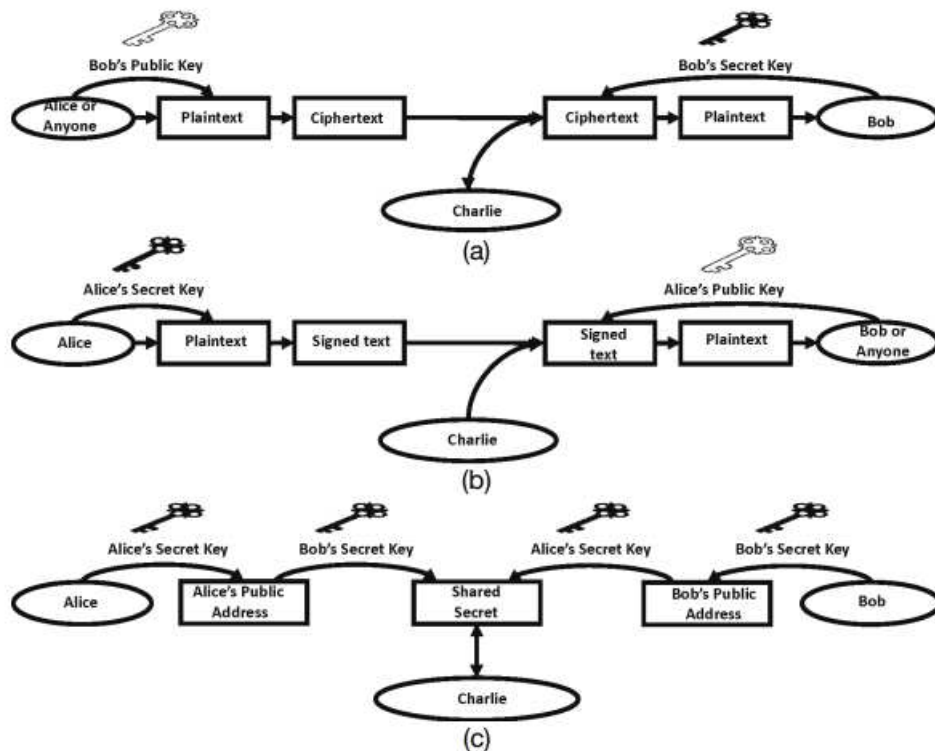 Bob's Public Key
Bob's Secret Key
Alice or
Anyone
Plaintext
Ciphertext
Ciphertext
Plaintext
Bob
Charlie
(a)
Alice's Secret Key
Alice's Public Key
Alice
Plaintext
Signed text
Signed
text
Plaintext
Bob or
Anyone
Charlie
(b)
Alice's Secret Key
Bob's Secret Key
Alice's Secret Key
Bob's Secret Key
Alice
Alice's Public
Address
Shared
Secret
Bob's Public
Address
Bob
Charlie
(c)